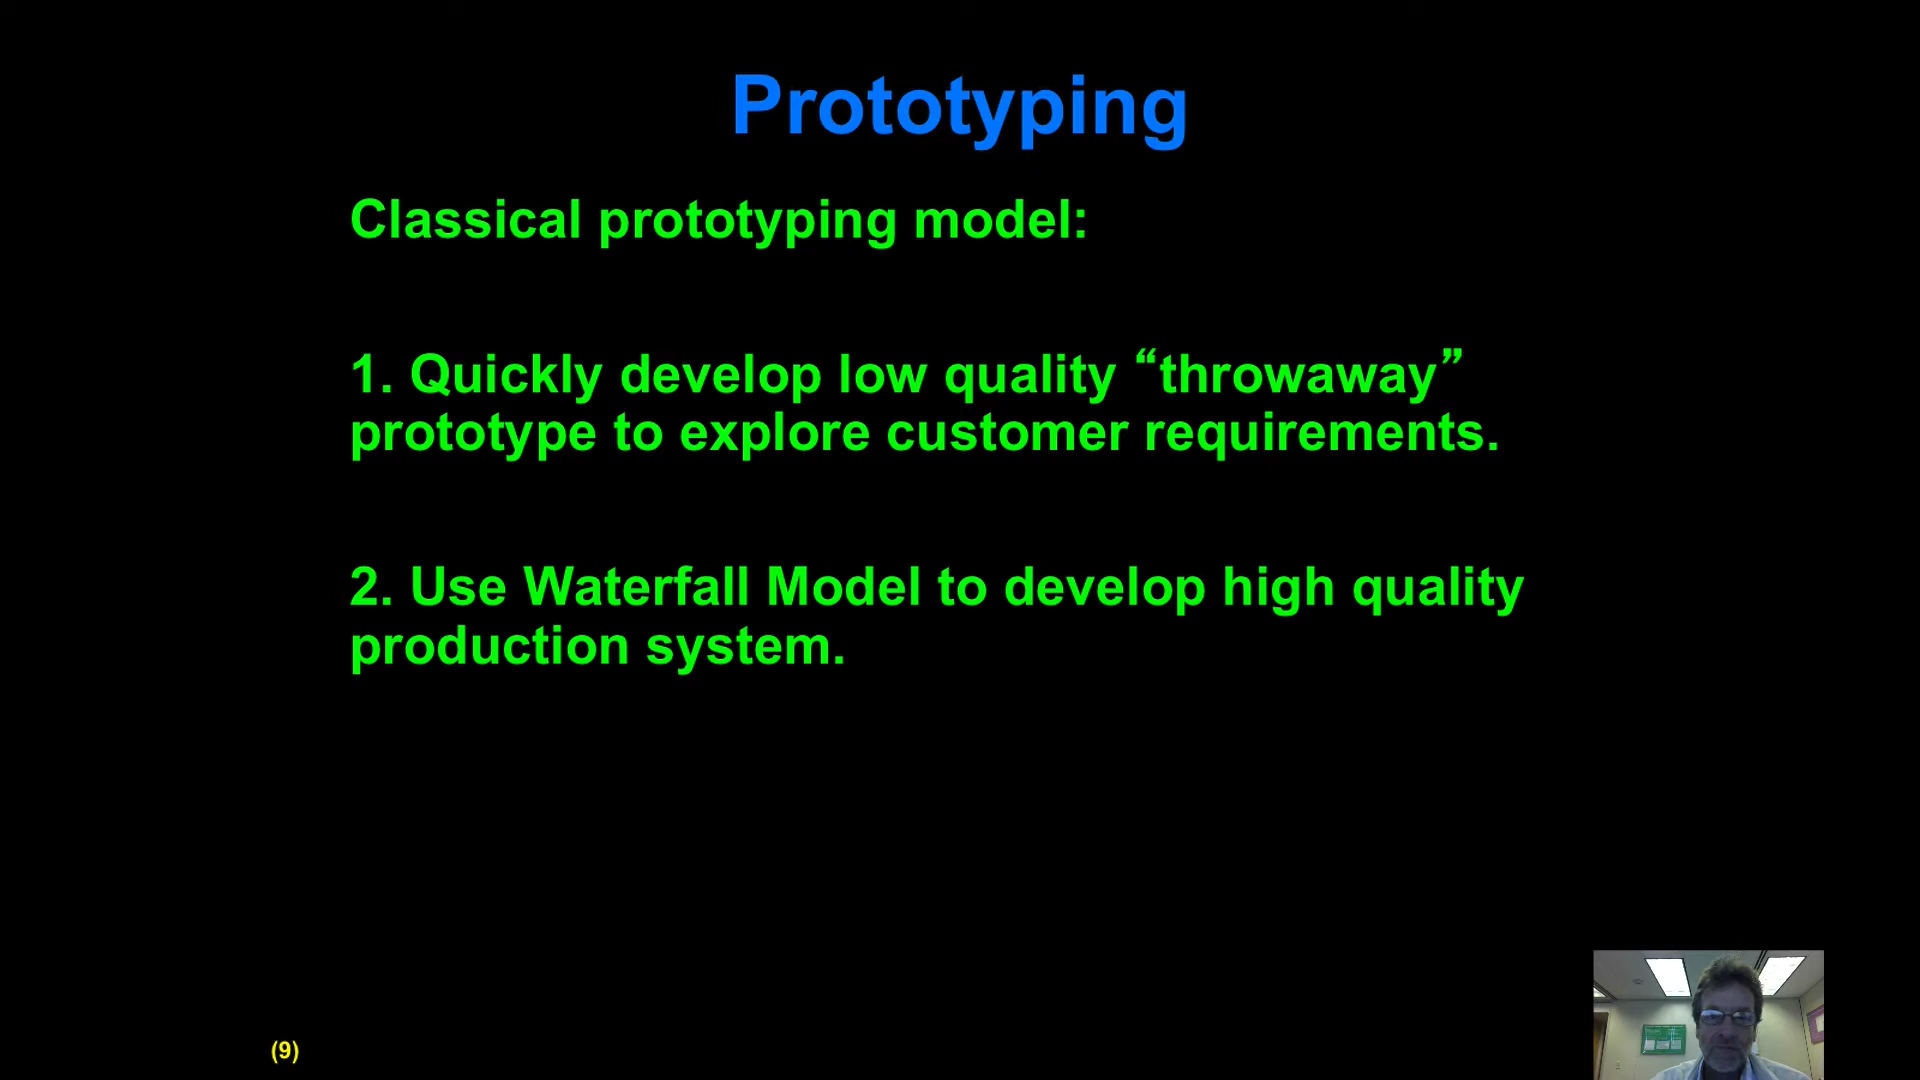 Prototyping
Classical prototyping model:
1. Quickly develop low quality “throwaway”
prototype to explore customer requirements.
2. Use Waterfall Model to develop high quality
production system.
(9)